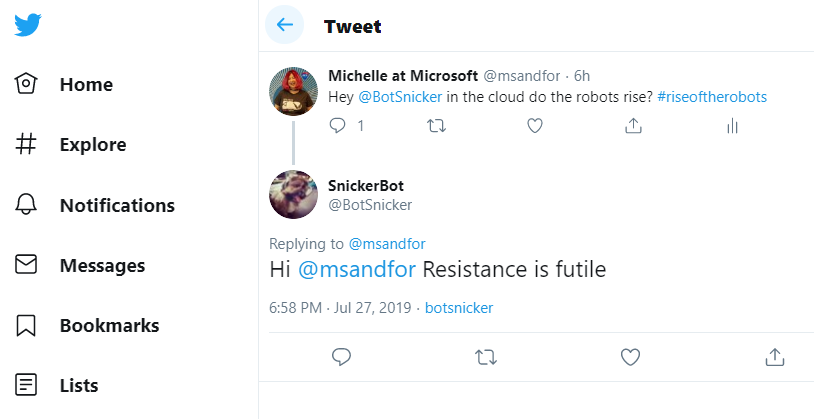 Tweet
Home
Explore
Notifications
Messages
Bookmarks
Lists
Michelle at Microsoft @msandfor · 6h
Hey @BotSnicker in the cloud do the robots rise? #riseoftherobots
1
SnickerBot
@BotSnicker
Replying to @msandfor
Hi @msandfor Resistance is futile
6:58 PM · Jul 27, 2019 · botsnicker